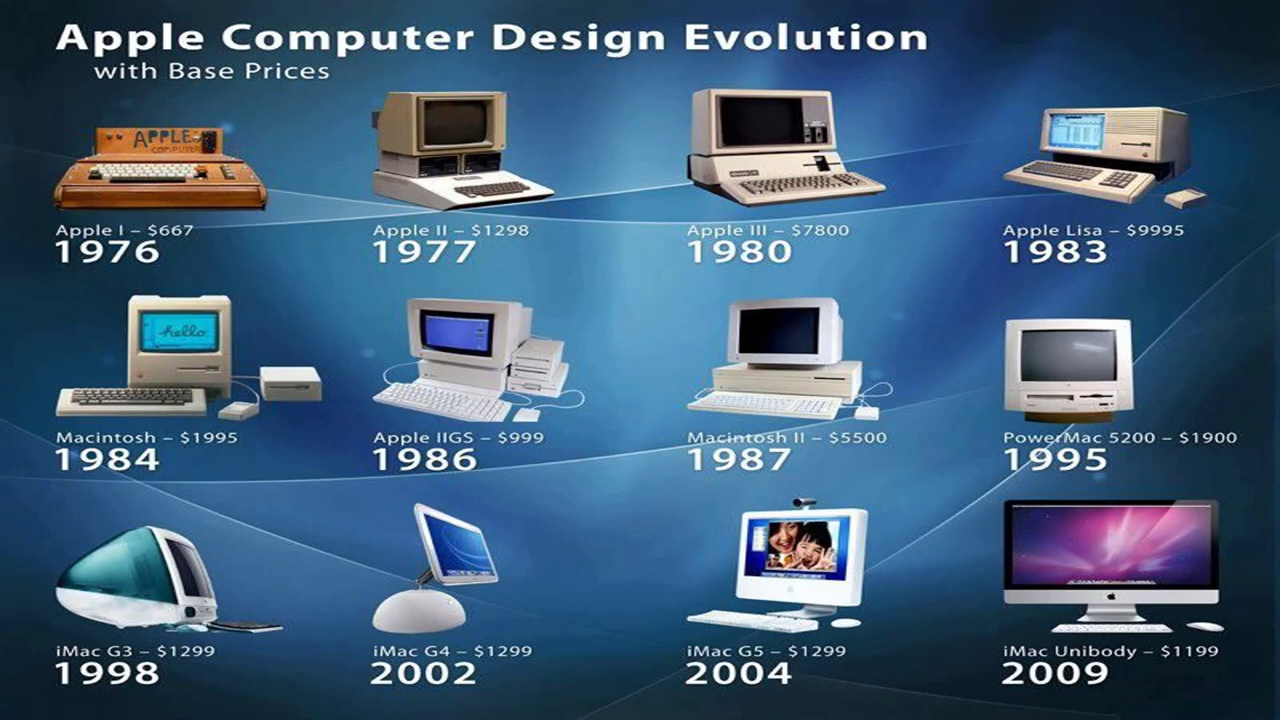 Apple Computer Design Evolution
with Base Prices
APPLE
COMPUTER
Apple I – $667
1976
Apple II – $1298
1977
Apple III – $7800
1980
Apple Lisa – $9995
1983
hello
Macintosh – $1995
1984
Apple IIGS – $999
1986
Macintosh II – $5500
1987
PowerMac 5200 – $1900
1995
iMac G3 – $1299
1998
iMac G4 – $1299
2002
iMac G5 – $1299
2004
iMac Unibody – $1199
2009